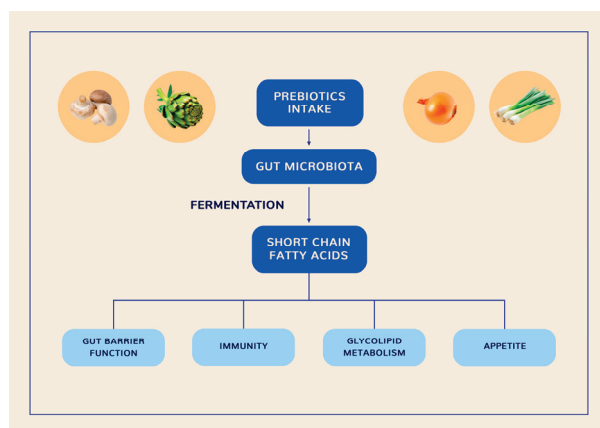 PREBIOTICS
INTAKE
GUT MICROBIOTA
FERMENTATION
SHORT CHAIN
FATTY ACIDS
GUT BARRIER
FUNCTION
IMMUNITY
GLYCOLIPID
METABOLISM
APPETITE